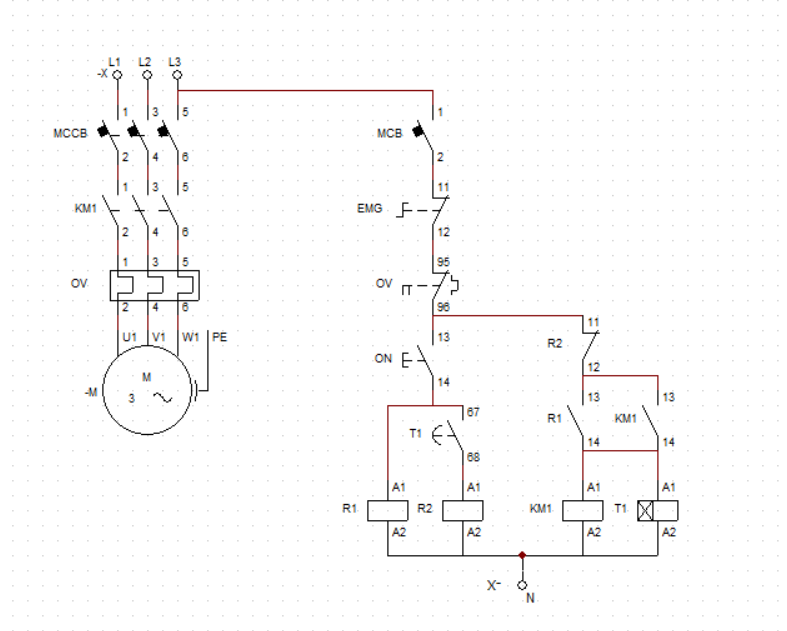 L1 L2 L3
-X
1 3 5 1
MCCB MCB
2 4 6 2
1 3 5 11
KM1 EMG
2 4 6 12
1 3 5 95
OV OV
2 4 6 96
U1 V1 W1 PE 13 11
R2
ON 12
M 14
-M 3 13 13
67
T1 R1 KM1
14 14
68
A1 A1 A1 A1
R1 R2 KM1 T1
A2 A2 A2 A2
X-
N